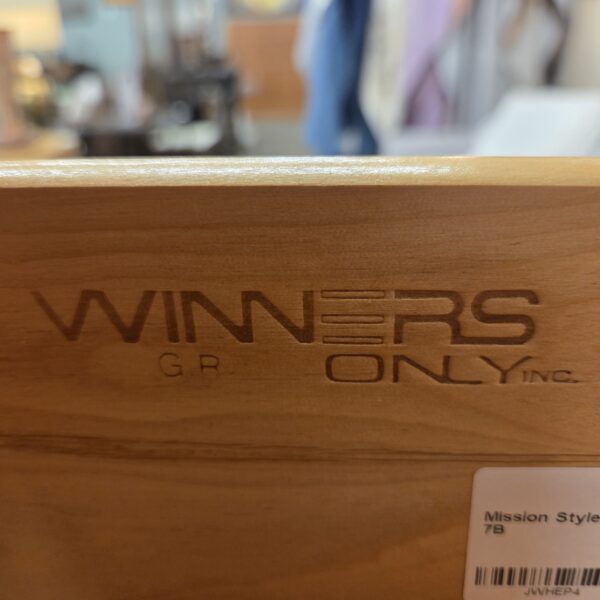 WINNERS
G.R. ONLY INC.
Mission Style
7B
JWHEP4